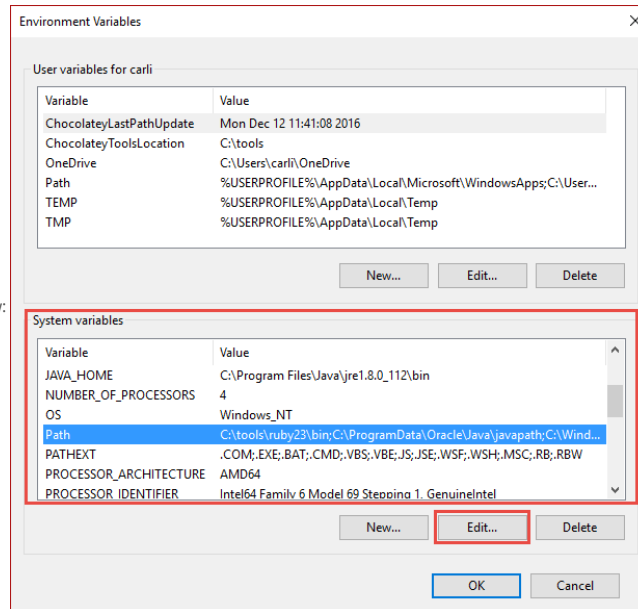 Environment Variables
User variables for carli
Variable Value
ChocolateyLastPathUpdate Mon Dec 12 11:41:08 2016
ChocolateyToolsLocation C:\tools
OneDrive C:\Users\carli\OneDrive
Path %USERPROFILE%\AppData\Local\Microsoft\WindowsApps;C:\User...
TEMP %USERPROFILE%\AppData\Local\Temp
TMP %USERPROFILE%\AppData\Local\Temp
New... Edit... Delete
System variables
Variable Value
JAVA_HOME C:\Program Files\Java\jre1.8.0_112\bin
NUMBER_OF_PROCESSORS 4
OS Windows_NT
Path C:\tools\ruby23\bin;C:\ProgramData\Oracle\Java\javapath;C:\Wind...
PATHEXT .COM;.EXE;.BAT;.CMD;.VBS;.VBE;.JS;.JSE;.WSF;.WSH;.MSC;.RB;.RBW
PROCESSOR_ARCHITECTURE AMD64
PROCESSOR_IDENTIFIER Intel64 Family 6 Model 69 Stepping 1, GenuineIntel
New... Edit... Delete
OK Cancel